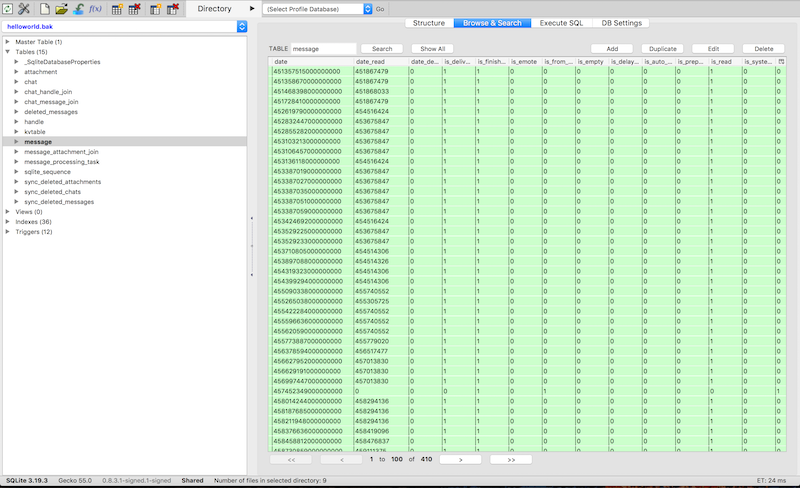 f(x) Directory (Select Profile Database) Go
helloworld.bak
Master Table (1)
Tables (15)
_SqliteDatabaseProperties
attachment
chat
chat_handle_join
chat_message_join
deleted_messages
handle
kvtable
message
message_attachment_join
message_processing_task
sqlite_sequence
sync_deleted_attachments
sync_deleted_chats
sync_deleted_messages
Views (0)
Indexes (36)
Triggers (12)
Structure Browse & Search Execute SQL DB Settings
TABLE message Search Show All Add Duplicate Edit Delete
date date_read date_de... is_deliv... is_finish... is_emote is_from_... is_empty is_delay... is_auto_... is_prep... is_read is_syste...
451357515000000000 451867479 0 1 1 0 0 0 0 0 0 1 0
451358670000000000 451867479 0 1 1 0 0 0 0 0 0 1 0
451468398000000000 451868033 0 1 1 0 0 0 0 0 0 1 0
451728410000000000 451867479 0 1 1 0 0 0 0 0 0 1 0
452619790000000000 454516424 0 1 1 0 0 0 0 0 0 1 0
452832447000000000 453675847 0 1 1 0 0 0 0 0 0 1 0
452855282000000000 453675847 0 1 1 0 0 0 0 0 0 1 0
453103213000000000 453675847 0 1 1 0 0 0 0 0 0 1 0
453106457000000000 453675847 0 1 1 0 0 0 0 0 0 1 0
453136118000000000 454516424 0 1 1 0 0 0 0 0 0 1 0
453387019000000000 453675847 0 1 1 0 0 0 0 0 0 1 0
453387027000000000 453675847 0 1 1 0 0 0 0 0 0 1 0
453387035000000000 453675847 0 1 1 0 0 0 0 0 0 1 0
453387051000000000 453675847 0 1 1 0 0 0 0 0 0 1 0
453387059000000000 453675847 0 1 1 0 0 0 0 0 0 1 0
453424692000000000 454516424 0 1 1 0 0 0 0 0 0 1 0
453529225000000000 453675847 0 1 1 0 0 0 0 0 0 1 0
453529233000000000 453675847 0 1 1 0 0 0 0 0 0 1 0
453710805000000000 454514306 0 1 1 0 0 0 0 0 0 1 0
453897088000000000 454514326 0 1 1 0 0 0 0 0 0 1 0
454319323000000000 454514306 0 1 1 0 0 0 0 0 0 1 0
454399294000000000 454514306 0 1 1 0 0 0 0 0 0 1 0
455090338000000000 455740552 0 1 1 0 0 0 0 0 0 1 0
455265038000000000 455305725 0 1 1 0 0 0 0 0 0 1 0
455422284000000000 455740552 0 1 1 0 0 0 0 0 0 1 0
455596636000000000 455740552 0 1 1 0 0 0 0 0 0 1 0
455620590000000000 455740552 0 1 1 0 0 0 0 0 0 1 0
455773887000000000 455779020 0 1 1 0 0 0 0 0 0 1 0
456378594000000000 456517477 0 1 1 0 0 0 0 0 0 1 0
456627952000000000 457013830 0 1 1 0 0 0 0 0 0 1 0
456629191000000000 457013830 0 1 1 0 0 0 0 0 0 1 0
456997447000000000 457013830 0 1 1 0 0 0 0 0 0 1 0
457452349000000000 0 0 0 1 0 1 0 0 0 0 0 1
458014244000000000 458294136 0 1 1 0 0 0 0 0 0 1 0
458187685000000000 458294136 0 1 1 0 0 0 0 0 0 1 0
458211948000000000 458294136 0 1 1 0 0 0 0 0 0 1 0
458376636000000000 458419096 0 1 1 0 0 0 0 0 0 1 0
458458812000000000 458476837 0 1 1 0 0 0 0 0 0 1 0
<< < 1 to 100 of 410 > >>
SQLite 3.19.3 Gecko 55.0 0.8.3.1-signed.1-signed Shared Number of files in selected directory: 9 ET: 24 ms